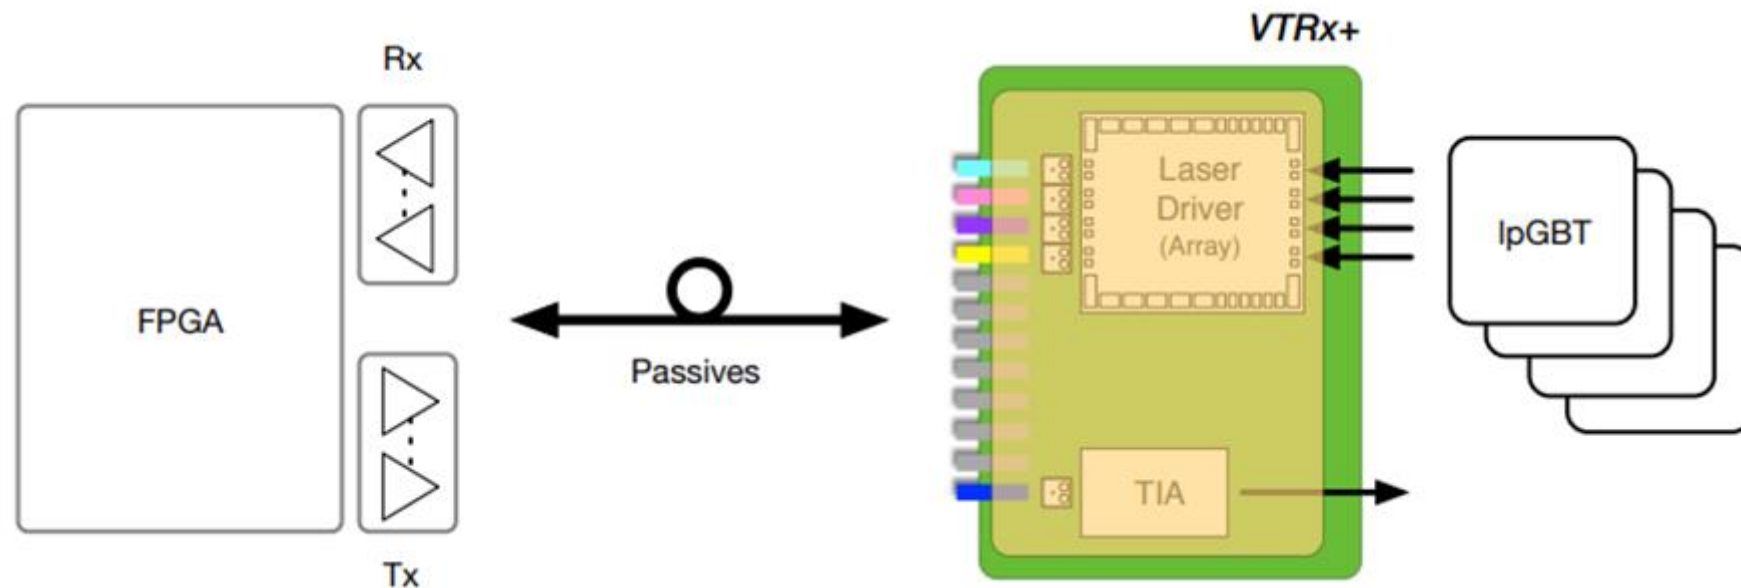 VTRx+
Rx
Laser
Driver
(Array)
lpGBT
FPGA
Passives
TIA
Tx